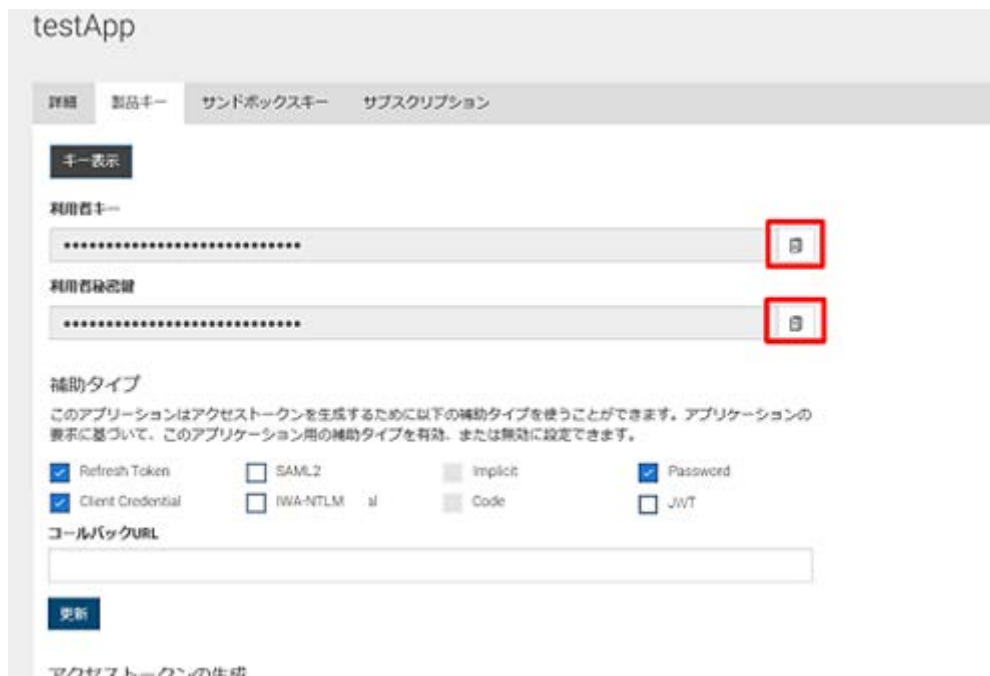 testApp
詳細 製品キー サンドボックスキー サブスクリプション
キー表示
利用者キー
•••••••••••••••••••••••••••••
利用者秘密鍵
•••••••••••••••••••••••••••••
補助タイプ
このアプリーションはアクセストークンを生成するために以下の補助タイプを使うことができます。アプリケーションの
要求に基づいて、このアプリケーション用の補助タイプを有効、または無効に設定できます。
Refresh Token SAML2 Implicit Password
Client Credential IWA-NTLM al Code JWT
コールバックURL
更新
アクセストークンの生成